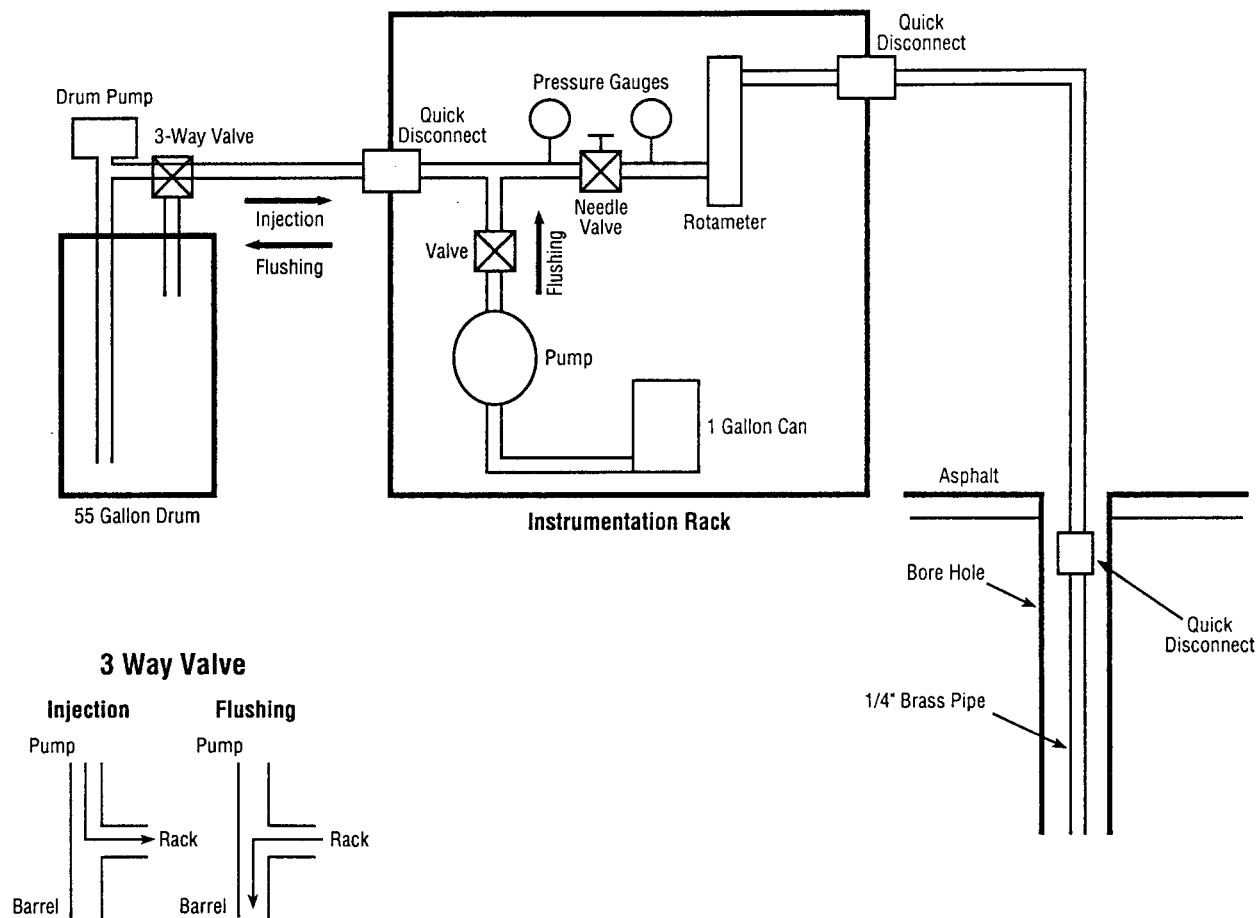 Quick
Disconnect
Pressure Gauges
Drum Pump
3-Way Valve
Quick
Disconnect
Injection
Flushing
Valve
Flushing
Needle
Valve
Rotameter
Pump
1 Gallon Can
55 Gallon Drum
Instrumentation Rack
Asphalt
Bore Hole
Quick
Disconnect
1/4" Brass Pipe
3 Way Valve
Injection
Pump
Rack
Barrel
Flushing
Pump
Rack
Barrel